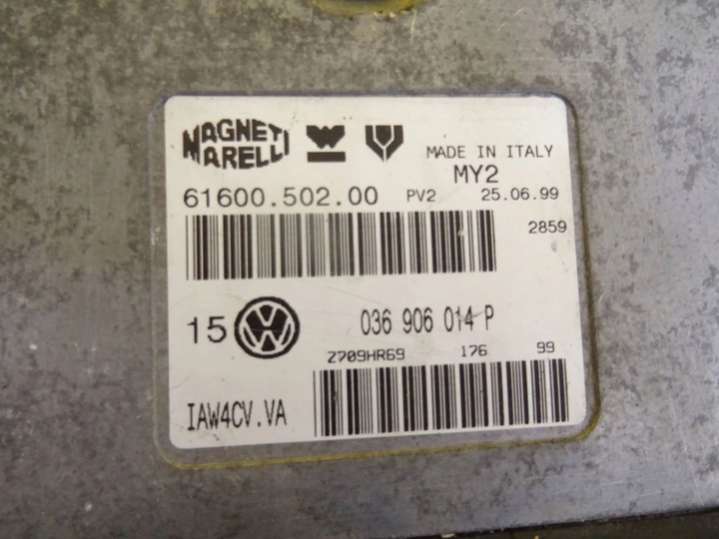 MAGNETI MARELLI
MADE IN ITALY
MY2
61600.502.00 PV2 25.06.99
2859
15 036 906 014 P
Z709HR69 176 99
IAW4CV.VA